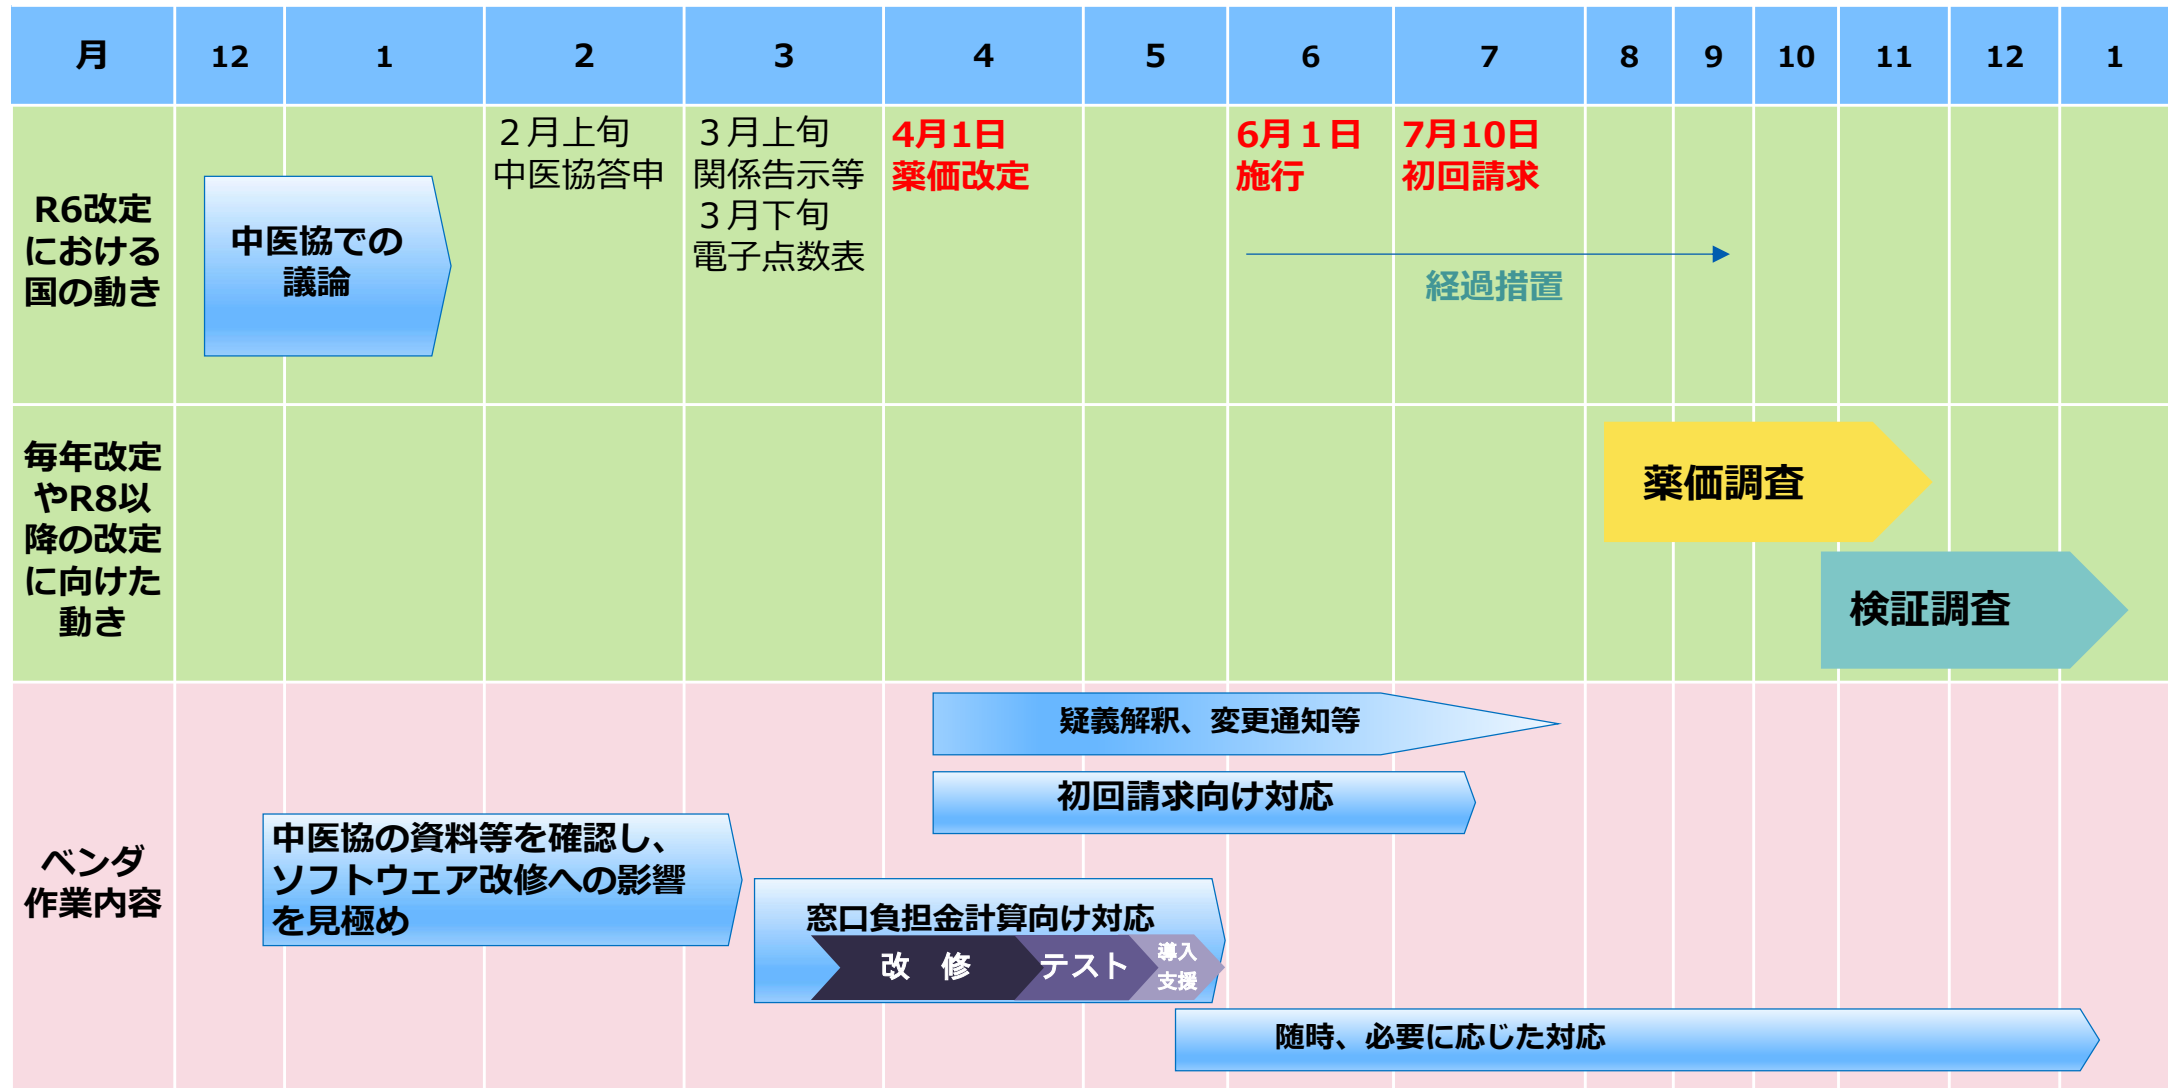 月
12
1
2
3
4
5
6
7
8
9
10
11
12
1
R6改定
における
国の動き
中医協での
議論
２月上旬
中医協答申
３月上旬
関係告示等
３月下旬
電子点数表
4月1日
薬価改定
6月１日
施行
7月10日
初回請求
経過措置
毎年改定
やR8以
降の改定
に向けた
動き
薬価調査
検証調査
ベンダ
作業内容
疑義解釈、変更通知等
初回請求向け対応
中医協の資料等を確認し、
ソフトウェア改修への影響
を見極め
窓口負担金計算向け対応
改　修
テスト
導入
支援
随時、必要に応じた対応